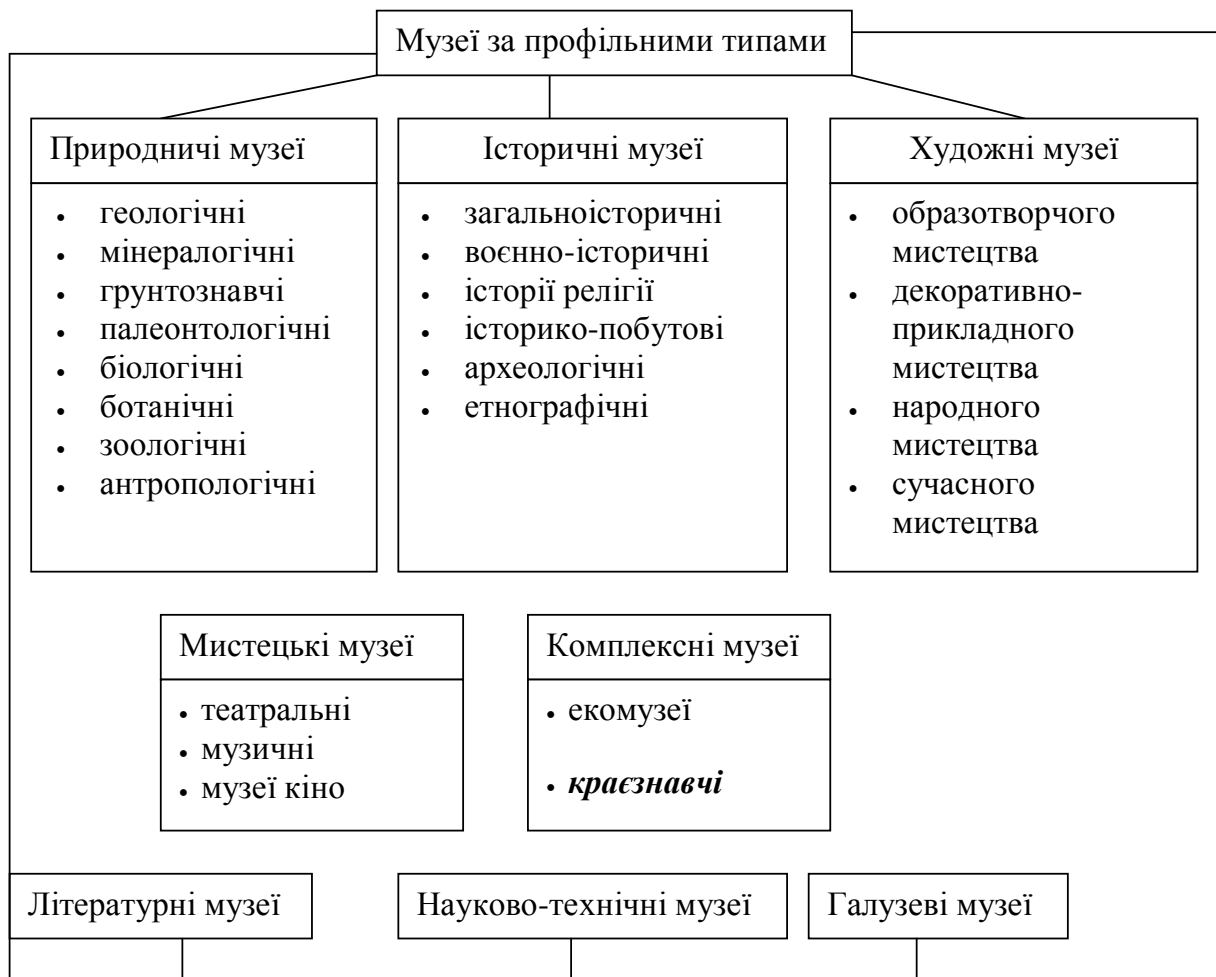 Музеї за профільними типами
Природничі музеї
• геологічні
• мінералогічні
• грунтознавчі
• палеонтологічні
• біологічні
• ботанічні
• зоологічні
• антропологічні
Історичні музеї
• загальноісторичні
• воєнно-історичні
• історії релігії
• історико-побутові
• археологічні
• етнографічні
Художні музеї
• образотворчого
мистецтва
• декоративно-
прикладного
мистецтва
• народного
мистецтва
• сучасного
мистецтва
Мистецькі музеї
• театральні
• музичні
• музеї кіно
Комплексні музеї
• екомузеї
• краєзнавчі
Літературні музеї
Науково-технічні музеї
Галузеві музеї